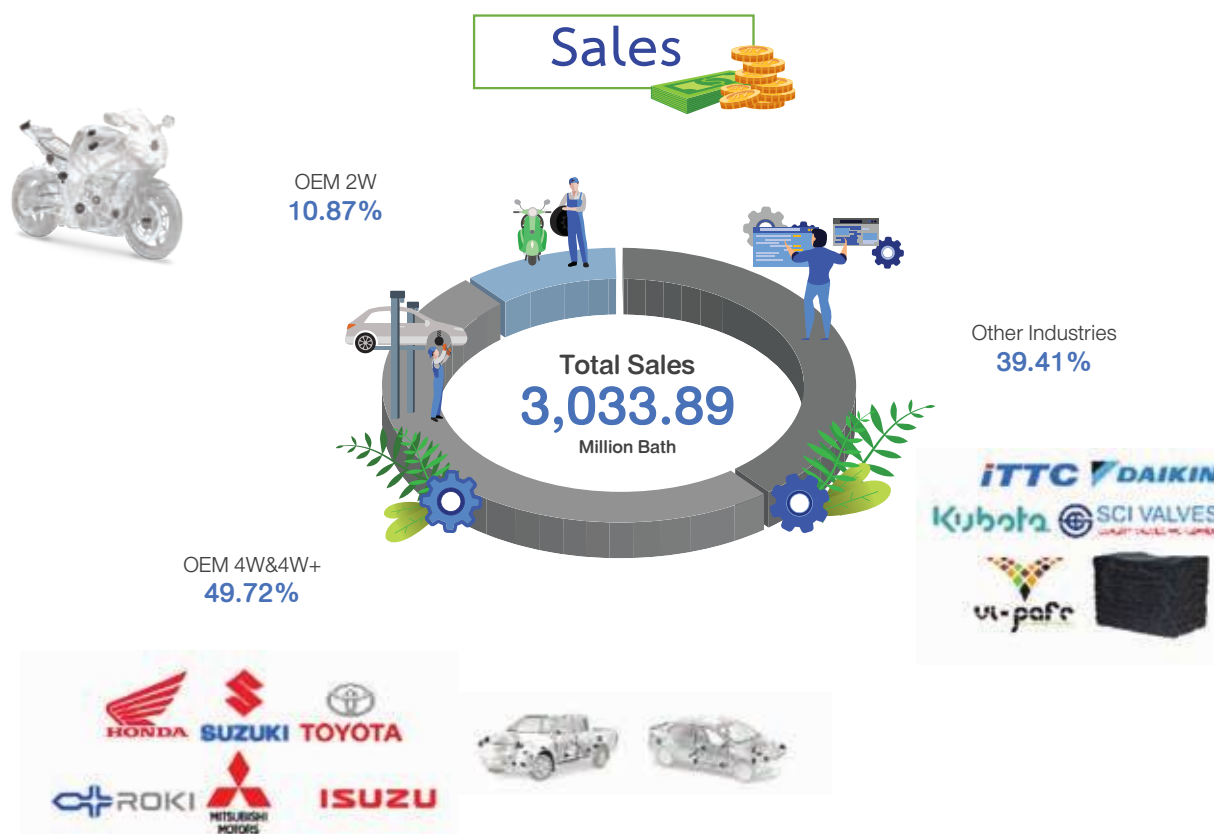 Sales
OEM 2W
10.87%
Other Industries
39.41%
Total Sales
3,033.89
Million Bath
OEM 4W&4W+
49.72%
iTTC DAIKIN
Kubota SCI VALVES
vi-pafe
HONDA SUZUKI TOYOTA
ROKI MITSUBISHI MOTORS ISUZU